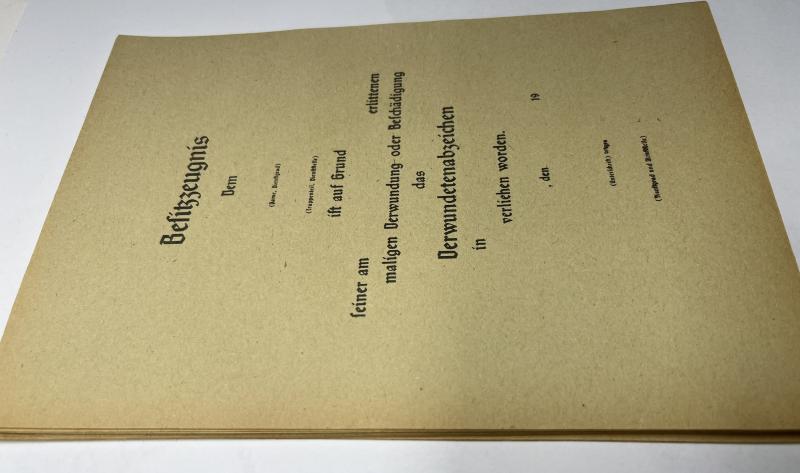 Besitzzeugnis
Dem
(Name, Dienstgrad)
(Truppenteil, Dienststelle)
ist auf Grund
seiner am erlittenen
maligen Verwundung- oder Beschädigung
das
Verwundetenabzeichen
in
verliehen worden.
, den 19
(Unterschrift)
(Dienstgrad und Dienststelle)